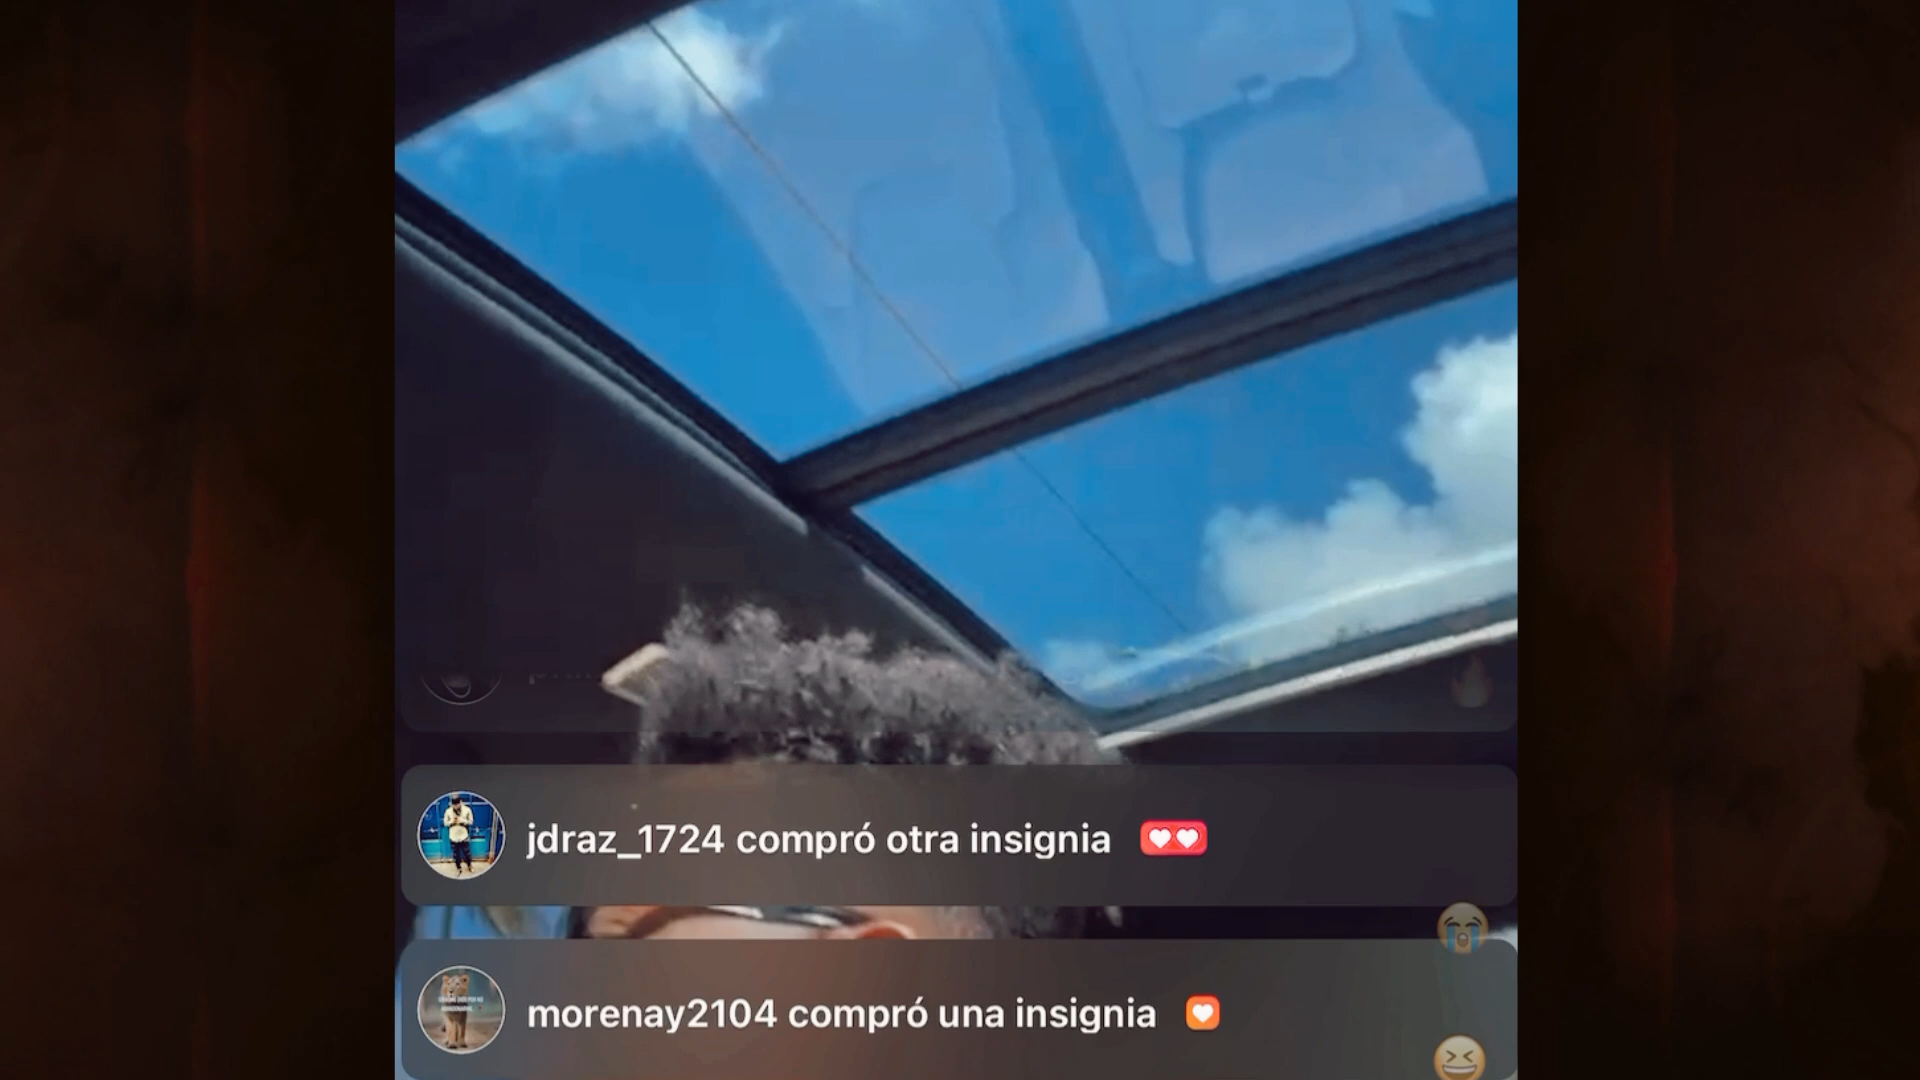 jdraz_1724 compró otra insignia
morenay2104 compró una insignia